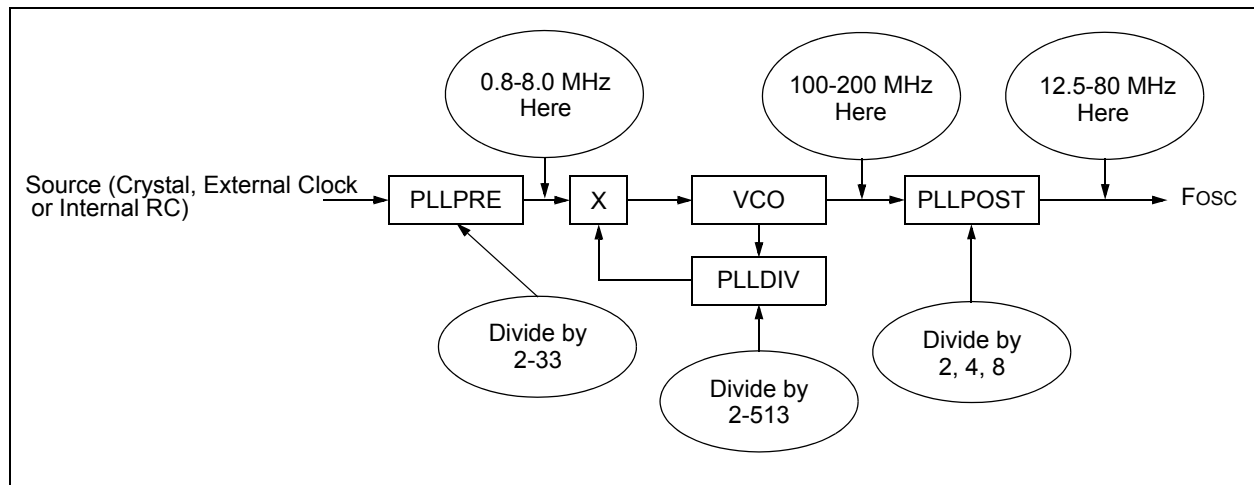 0.8-8.0 MHz
Here
100-200 MHz
Here
12.5-80 MHz
Here
Source (Crystal, External Clock
or Internal RC)
PLLPRE
X
VCO
PLLPOST
FOSC
PLLDIV
Divide by
2-33
Divide by
2-513
Divide by
2, 4, 8